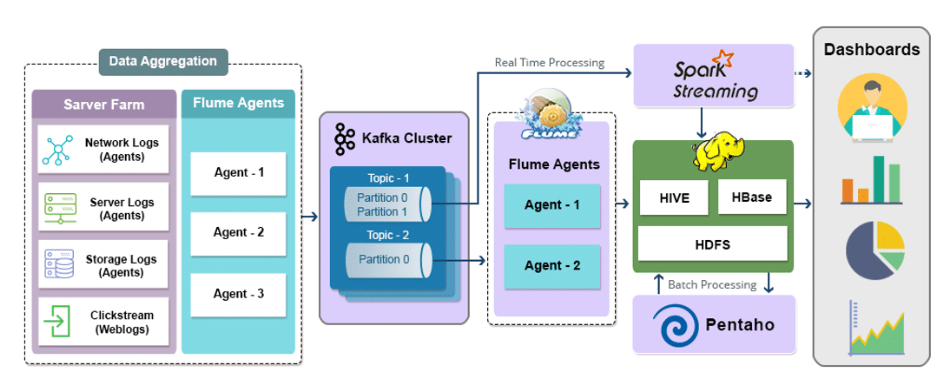 Data Aggregation
Sarver Farm
Network Logs
(Agents)
Server Logs
(Agents)
Storage Logs
(Agents)
Clickstream
(Weblogs)
Flume Agents
Agent - 1
Agent - 2
Agent - 3
Kafka Cluster
Topic - 1
Partition 0
Partition 1
Topic - 2
Partition 0
Real Time Processing
FLUME
Flume Agents
Agent - 1
Agent - 2
Spark
Streaming
HIVE
HBase
HDFS
Batch Processing
Pentaho
Dashboards